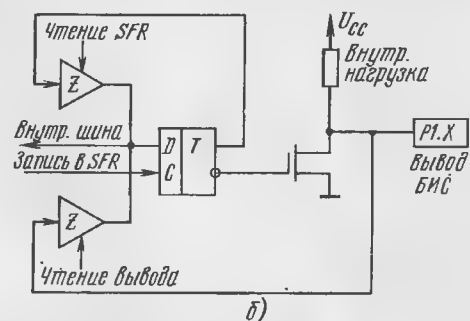 Чтение SFR
Z
Внутр. шина
Запись в SFR
Z
Чтение вывода
D T
C
Ucc
Внутр.
нагрузка
P1.X
Вывод
БИС
б)